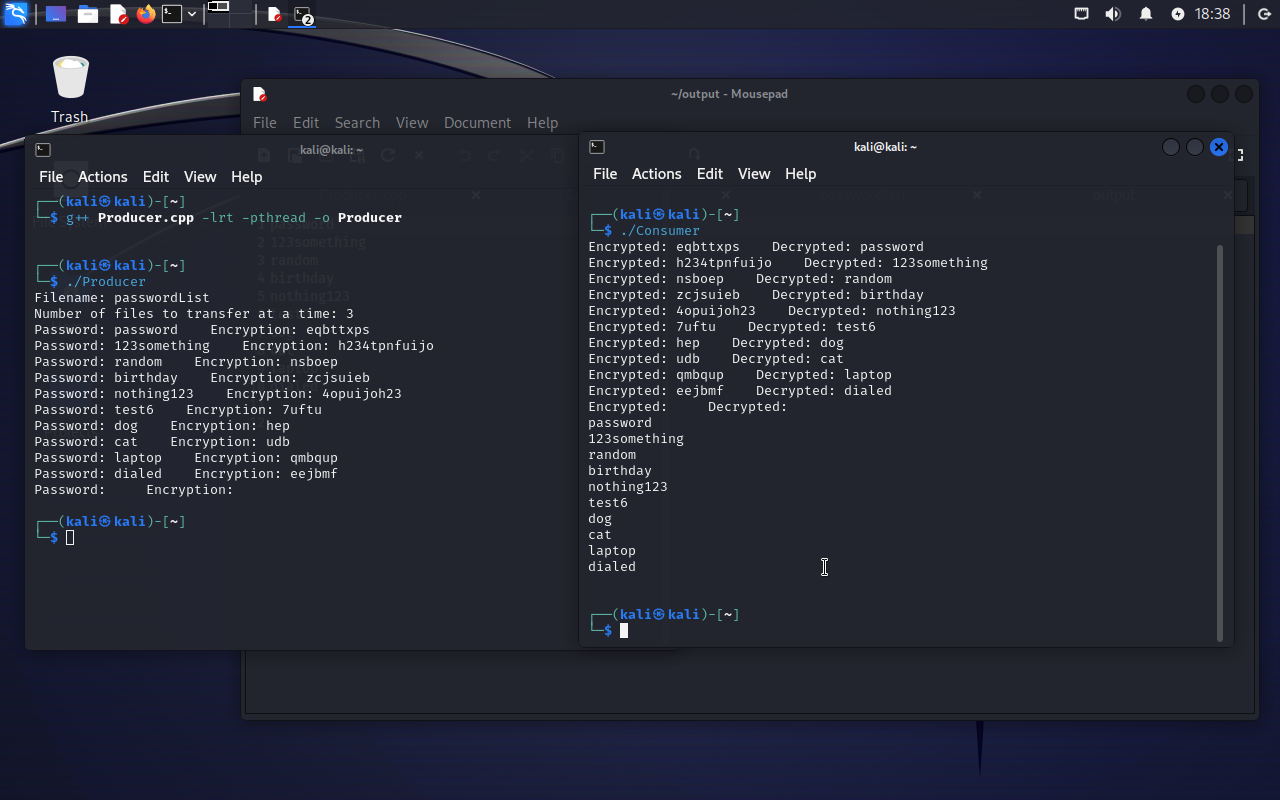 18:38
2
Trash
~/output - Mousepad
File Edit Search View Document Help
kali@kali: ~
File Actions Edit View Help
┌──(kali㉿kali)-[~]
└─$ g++ Producer.cpp -lrt -pthread -o Producer
┌──(kali㉿kali)-[~]
└─$ ./Producer
Filename: passwordList
Number of files to transfer at a time: 3
Password: password    Encryption: eqbttxps
Password: 123something    Encryption: h234tpnfuijo
Password: random    Encryption: nsboep
Password: birthday    Encryption: zcjsuieb
Password: nothing123    Encryption: 4opuijoh23
Password: test6    Encryption: 7uftu
Password: dog    Encryption: hep
Password: cat    Encryption: udb
Password: laptop    Encryption: qmbqup
Password: dialed    Encryption: eejbmf
Password:     Encryption:
┌──(kali㉿kali)-[~]
└─$
1 password
2 123something
3 random
4 birthday
5 nothing123
output
kali@kali: ~
File Actions Edit View Help
┌──(kali㉿kali)-[~]
└─$ ./Consumer
Encrypted: eqbttxps    Decrypted: password
Encrypted: h234tpnfuijo    Decrypted: 123something
Encrypted: nsboep    Decrypted: random
Encrypted: zcjsuieb    Decrypted: birthday
Encrypted: 4opuijoh23    Decrypted: nothing123
Encrypted: 7uftu    Decrypted: test6
Encrypted: hep    Decrypted: dog
Encrypted: udb    Decrypted: cat
Encrypted: qmbqup    Decrypted: laptop
Encrypted: eejbmf    Decrypted: dialed
Encrypted:     Decrypted:
password
123something
random
birthday
nothing123
test6
dog
cat
laptop
dialed
┌──(kali㉿kali)-[~]
└─$